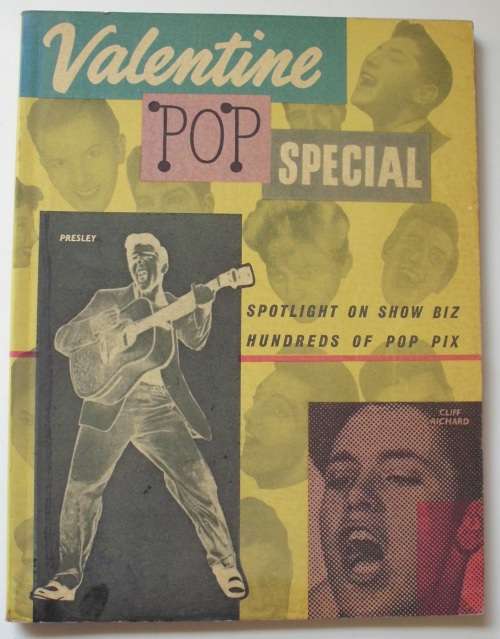 Valentine
POP
SPECIAL
PRESLEY
SPOTLIGHT ON SHOW BIZ
HUNDREDS OF POP PIX
CLIFF
RICHARD